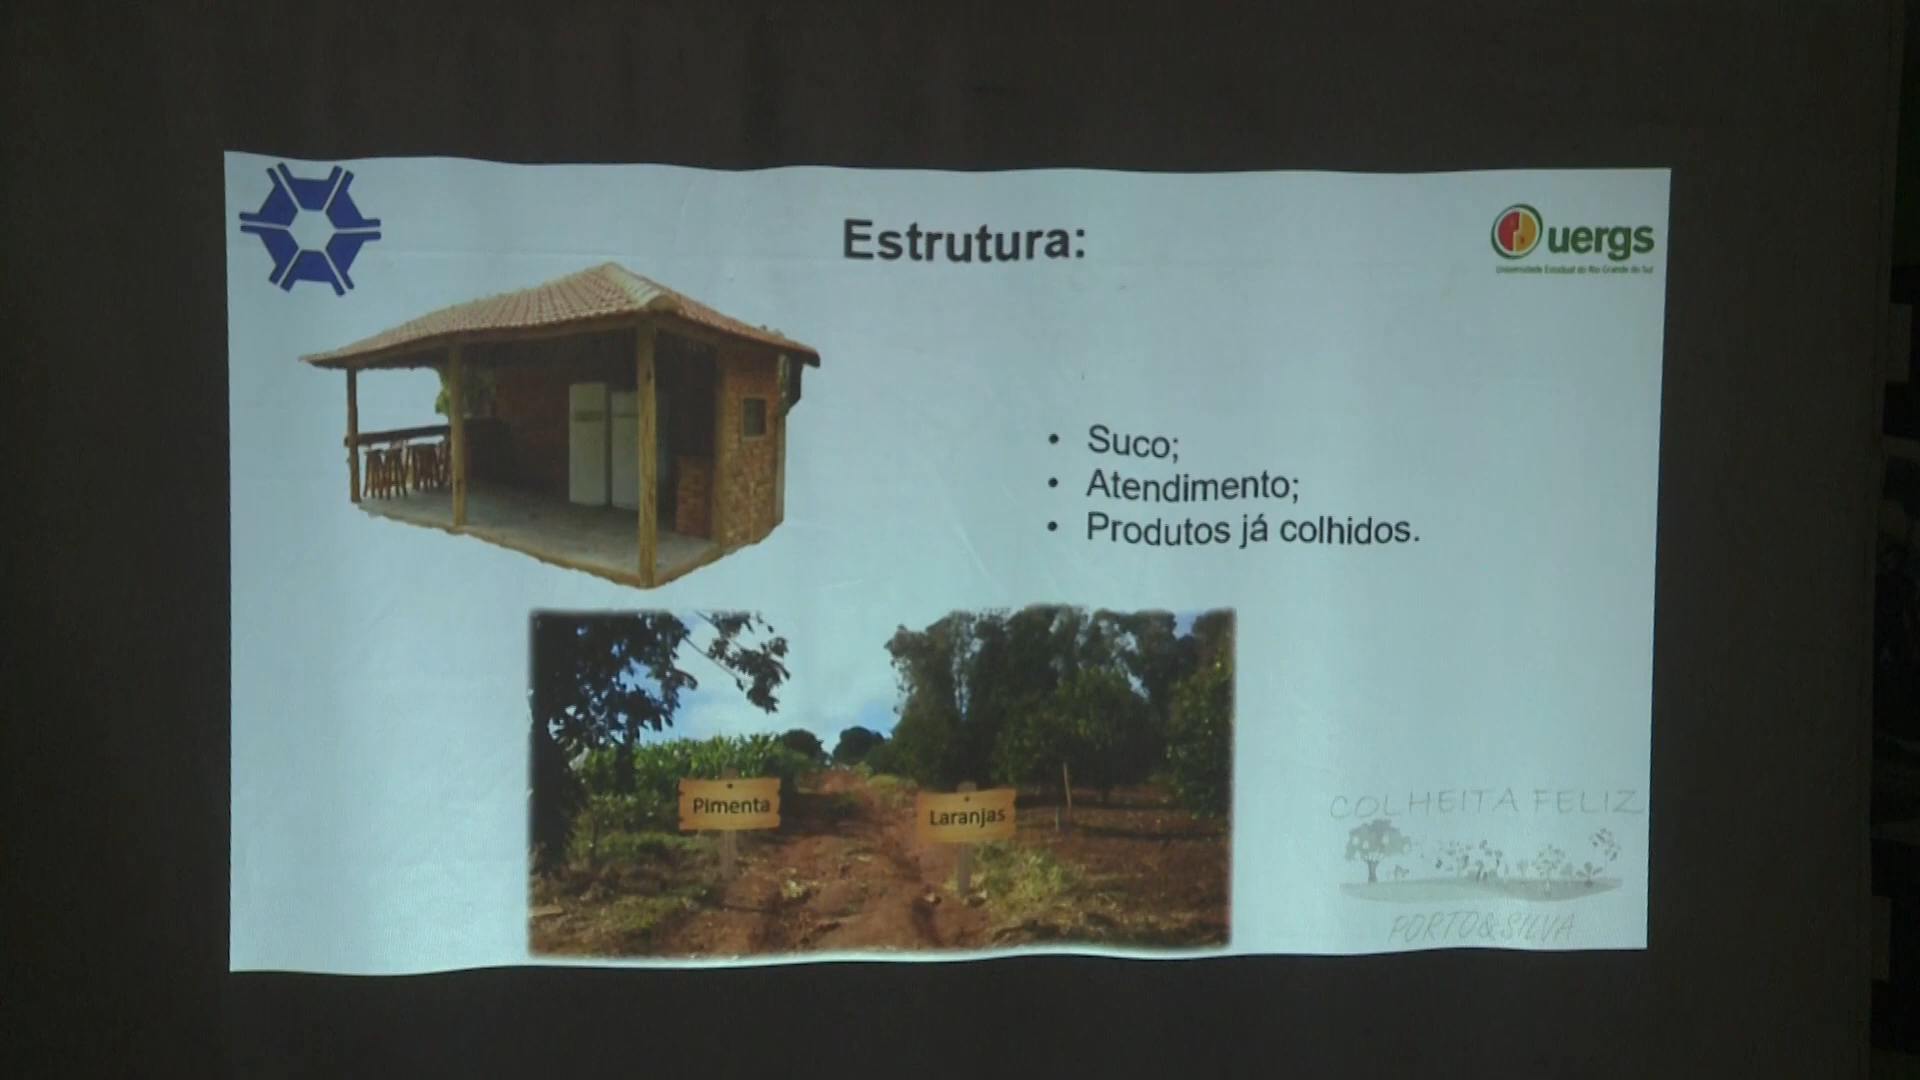 Estrutura:
uergs
Universidade Estadual do Rio Grande do Sul
• Suco;
• Atendimento;
• Produtos já colhidos.
Pimenta
Laranjas
COLHEITA FELIZ
PORTO&SILVA